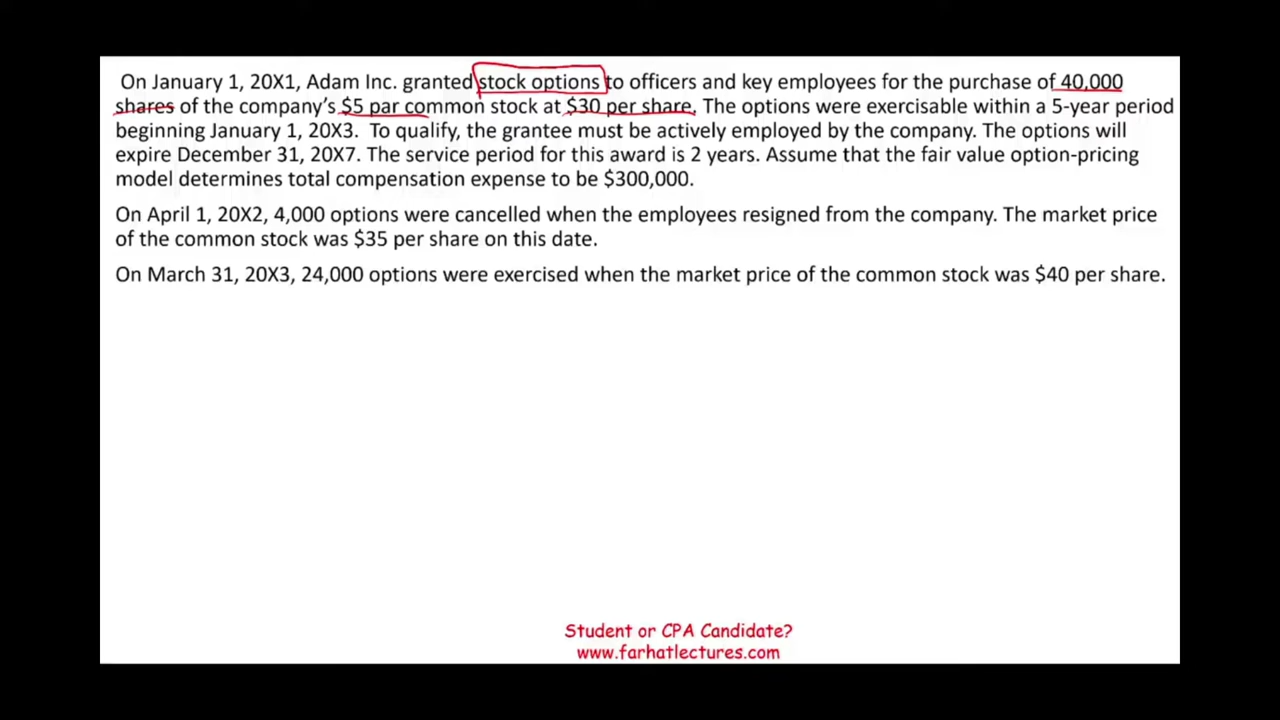 On January 1, 20X1, Adam Inc. granted stock options to officers and key employees for the purchase of 40,000
shares of the company’s $5 par common stock at $30 per share. The options were exercisable within a 5-year period
beginning January 1, 20X3. To qualify, the grantee must be actively employed by the company. The options will
expire December 31, 20X7. The service period for this award is 2 years. Assume that the fair value option-pricing
model determines total compensation expense to be $300,000.
On April 1, 20X2, 4,000 options were cancelled when the employees resigned from the company. The market price
of the common stock was $35 per share on this date.
On March 31, 20X3, 24,000 options were exercised when the market price of the common stock was $40 per share.
Student or CPA Candidate?
www.farhatlectures.com